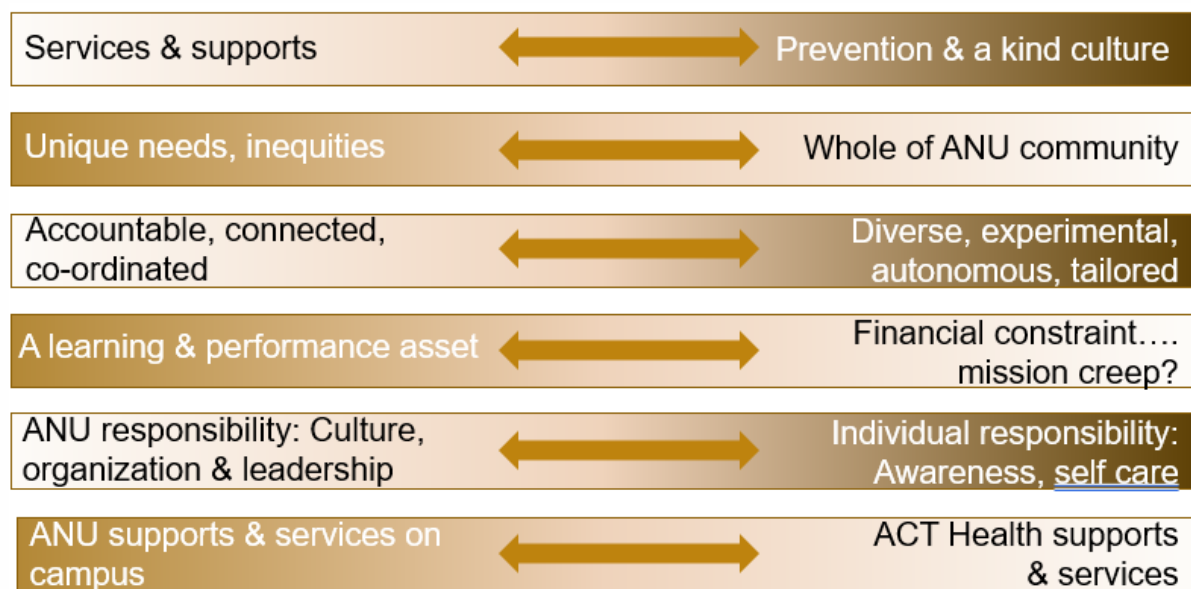 Services & supports
Prevention & a kind culture
Unique needs, inequities
Whole of ANU community
Accountable, connected,
co-ordinated
Diverse, experimental,
autonomous, tailored
A learning & performance asset
Financial constraint....
mission creep?
ANU responsibility: Culture,
organization & leadership
Individual responsibility:
Awareness, self care
ANU supports & services on
campus
ACT Health supports
& services